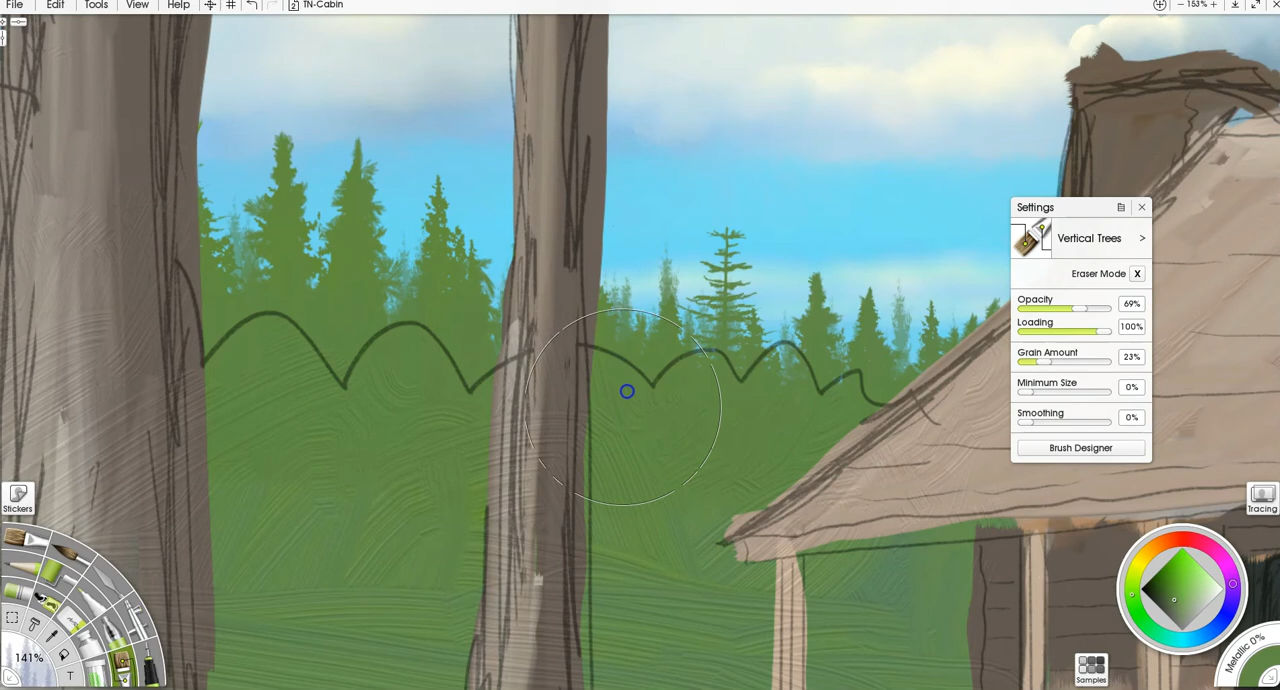 File Edit Tools View Help TN-Cabin − 153% +
Settings
Vertical Trees >
Eraser Mode X
Opacity 69%
Loading 100%
Grain Amount 23%
Minimum Size 0%
Smoothing 0%
Brush Designer
Stickers
Tracing
141%
T
Samples
Metallic 0%